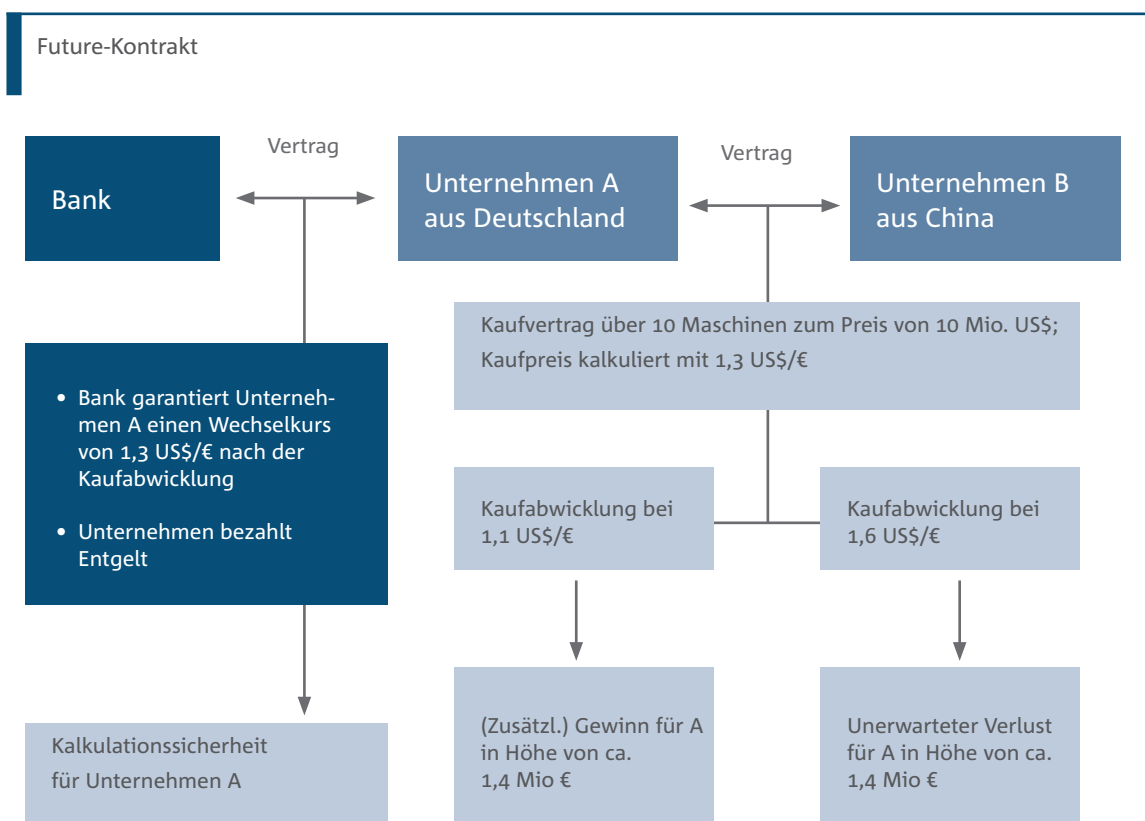 Future-Kontrakt
Bank
Vertrag
Unternehmen A
aus Deutschland
Vertrag
Unternehmen B
aus China
Kaufvertrag über 10 Maschinen zum Preis von 10 Mio. US$;
Kaufpreis kalkuliert mit 1,3 US$/€
• Bank garantiert Unterneh-
men A einen Wechselkurs
von 1,3 US$/€ nach der
Kaufabwicklung
• Unternehmen bezahlt
Entgelt
Kaufabwicklung bei
1,1 US$/€
Kaufabwicklung bei
1,6 US$/€
Kalkulationssicherheit
für Unternehmen A
(Zusätzl.) Gewinn für A
in Höhe von ca.
1,4 Mio €
Unerwarteter Verlust
für A in Höhe von ca.
1,4 Mio €